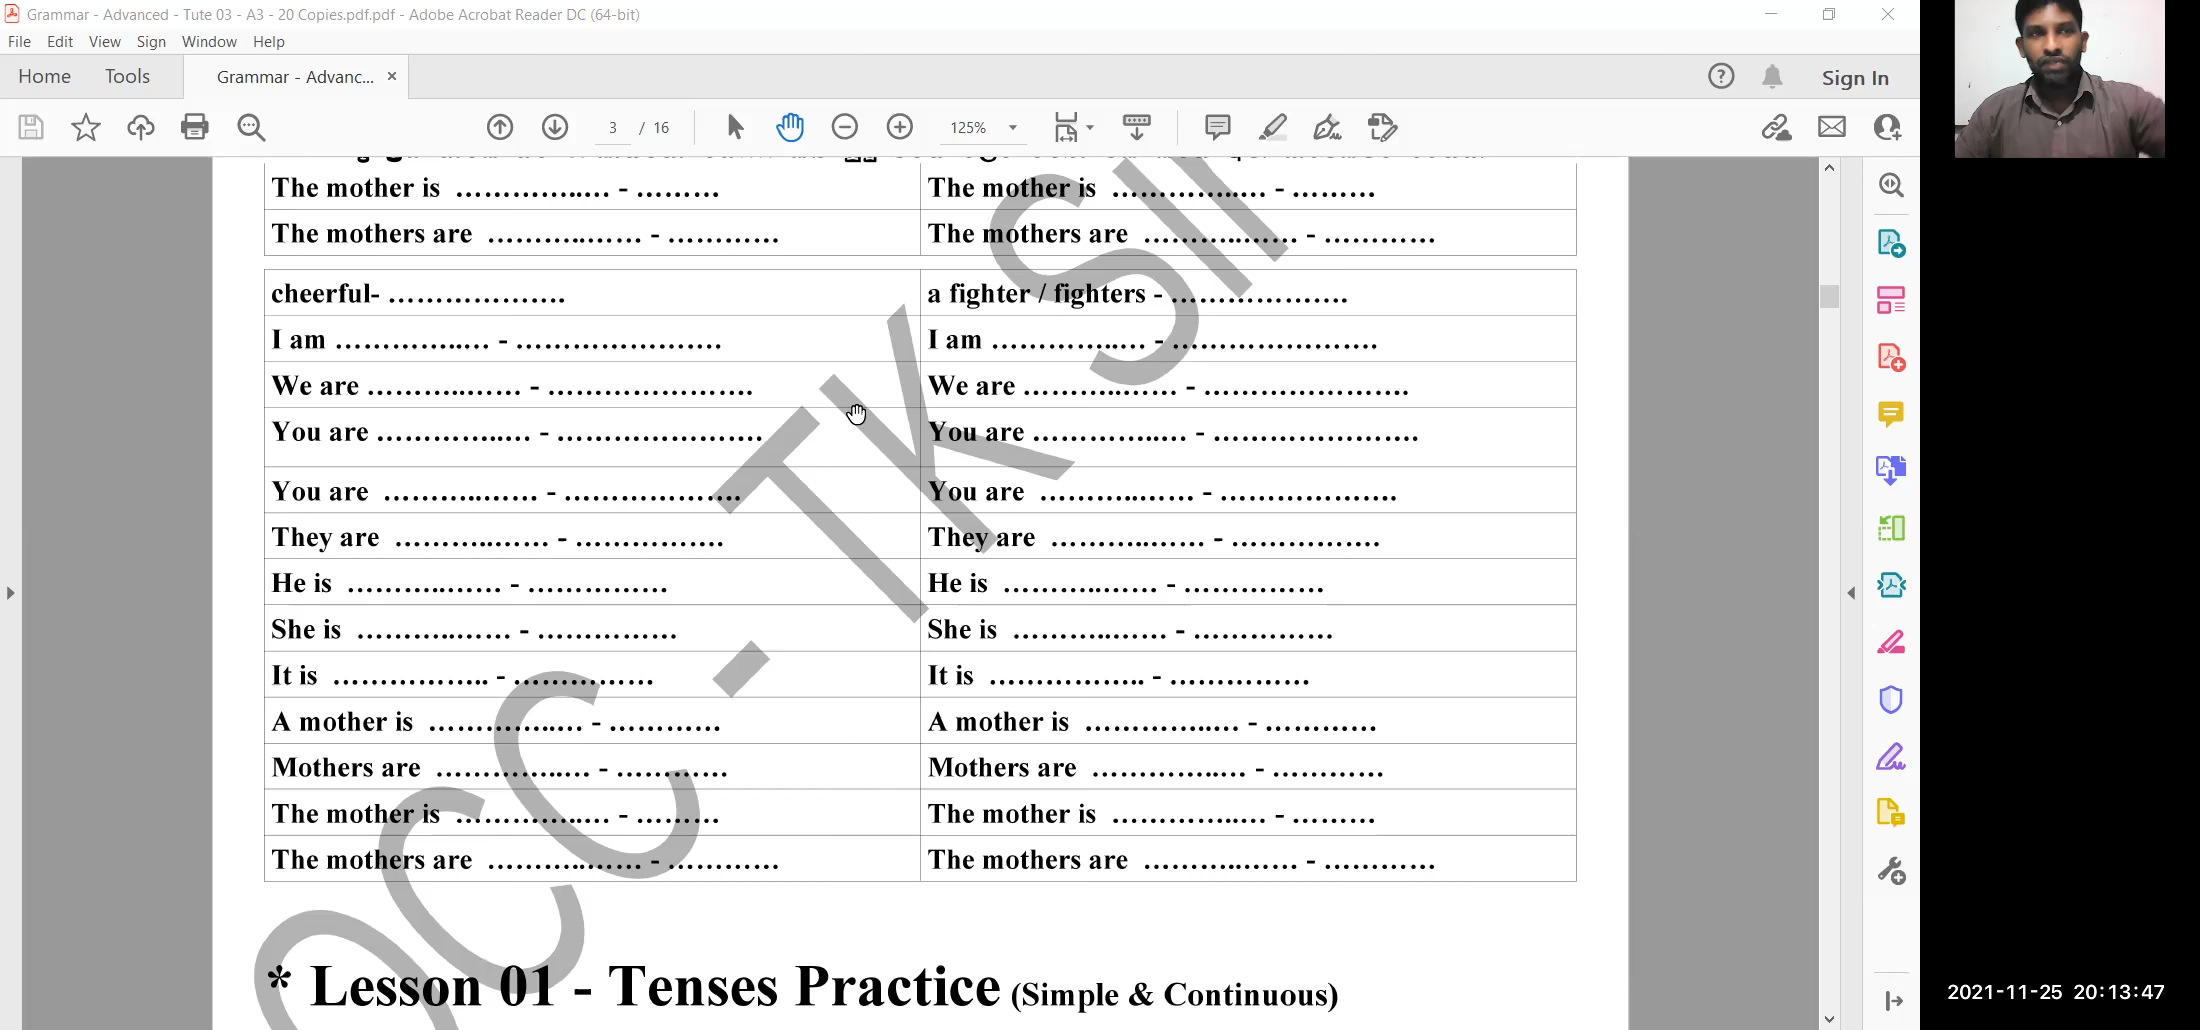 Grammar - Advanced - Tute 03 - A3 - 20 Copies.pdf.pdf - Adobe Acrobat Reader DC (64-bit)
File Edit View Sign Window Help
Home Tools Grammar - Advanc... × Sign In
3 / 16 125%
The mother is …………..… - ……… The mother is …………..… - ………
The mothers are ………..…… - ………… The mothers are ………..…… - …………
cheerful- ………………. a fighter / fighters - ……………….
I am …………..… - …………………. I am …………..… - ………………….
We are ………..…… - …………………. We are ………..…… - ………………….
You are …………..… - …………………. You are …………..… - ………………….
You are ………..…… - ………………. You are ………..…… - ……………….
They are ………..…… - ……………. They are ………..…… - …………….
He is ………..…… - …………… He is ………..…… - ……………
She is ………..…… - …………… She is ………..…… - ……………
It is …………….. - …………… It is …………….. - ……………
A mother is …………..… - ………… A mother is …………..… - …………
Mothers are …………..… - ………… Mothers are …………..… - …………
The mother is …………..… - ……… The mother is …………..… - ………
The mothers are ………..…… - ………… The mothers are ………..…… - …………
* Lesson 01 - Tenses Practice (Simple & Continuous)
OCC - TK SIR
2021-11-25 20:13:47